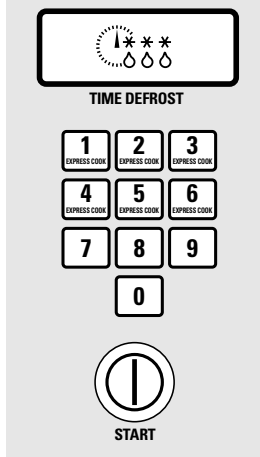 TIME DEFROST
1 2 3
EXPRESS COOK EXPRESS COOK EXPRESS COOK
4 5 6
EXPRESS COOK EXPRESS COOK EXPRESS COOK
7 8 9
0
START